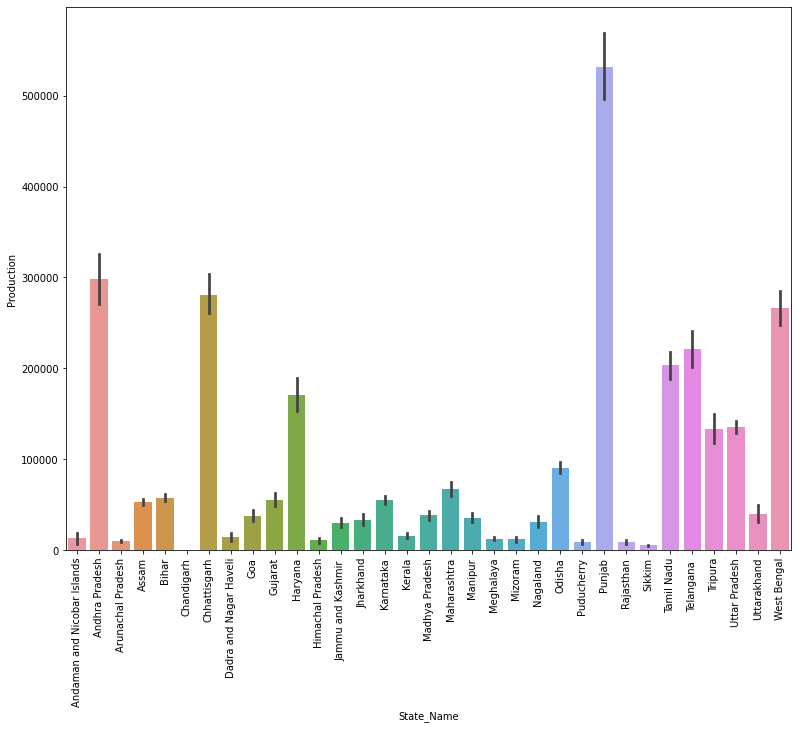 500000
400000
300000
200000
100000
0
Production
Andaman and Nicobar Islands
Andhra Pradesh
Arunachal Pradesh
Assam
Bihar
Chandigarh
Chhattisgarh
Dadra and Nagar Haveli
Goa
Gujarat
Haryana
Himachal Pradesh
Jammu and Kashmir
Jharkhand
Karnataka
Kerala
Madhya Pradesh
Maharashtra
Manipur
Meghalaya
Mizoram
Nagaland
Odisha
Puducherry
Punjab
Rajasthan
Sikkim
Tamil Nadu
Telangana
Tripura
Uttar Pradesh
Uttarakhand
West Bengal
State_Name